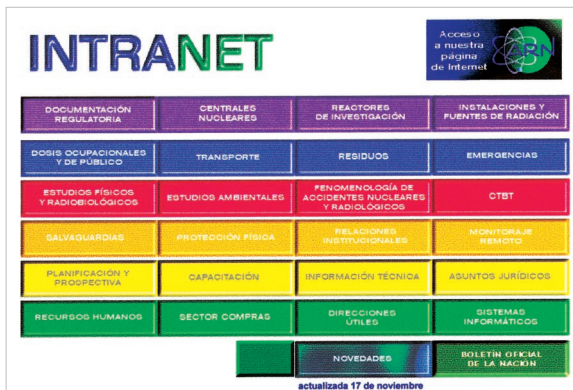 INTRANET
Acceso
a nuestra
página
de Internet
ARN
DOCUMENTACIÓN
REGULATORIA
CENTRALES
NUCLEARES
REACTORES
DE INVESTIGACIÓN
INSTALACIONES Y
FUENTES DE RADIACIÓN
DOSIS OCUPACIONALES
Y DE PÚBLICO
TRANSPORTE
RESIDUOS
EMERGENCIAS
ESTUDIOS FÍSICOS
Y RADIOBIOLÓGICOS
ESTUDIOS AMBIENTALES
FENOMENOLOGÍA DE
ACCIDENTES NUCLEARES
Y RADIOLÓGICOS
CTBT
SALVAGUARDIAS
PROTECCIÓN FÍSICA
RELACIONES
INSTITUCIONALES
MONITORAJE
REMOTO
PLANIFICACIÓN Y
PROSPECTIVA
CAPACITACIÓN
INFORMACIÓN TÉCNICA
ASUNTOS JURÍDICOS
RECURSOS HUMANOS
SECTOR COMPRAS
DIRECCIONES
ÚTILES
SISTEMAS
INFORMÁTICOS
NOVEDADES
BOLETÍN OFICIAL
DE LA NACIÓN
actualizada 17 de noviembre